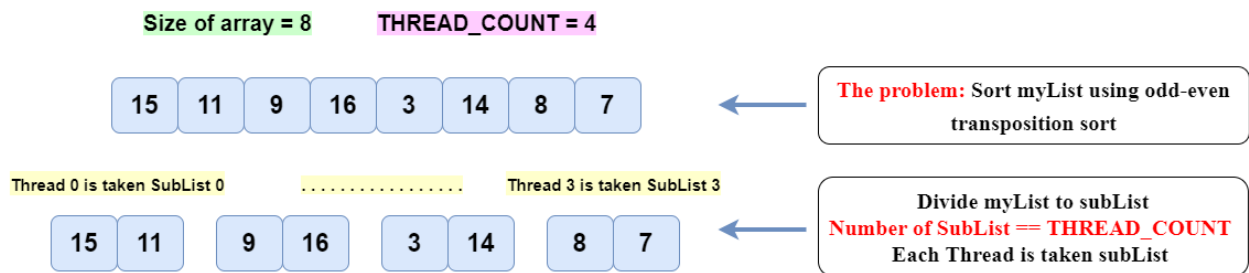 Size of array = 8 THREAD_COUNT = 4
15 11 9 16 3 14 8 7
The problem: Sort myList using odd-even
transposition sort
Thread 0 is taken SubList 0 . . . . . . . . . . . . . . . . . Thread 3 is taken SubList 3
15 11 9 16 3 14 8 7
Divide myList to subList
Number of SubList == THREAD_COUNT
Each Thread is taken subList